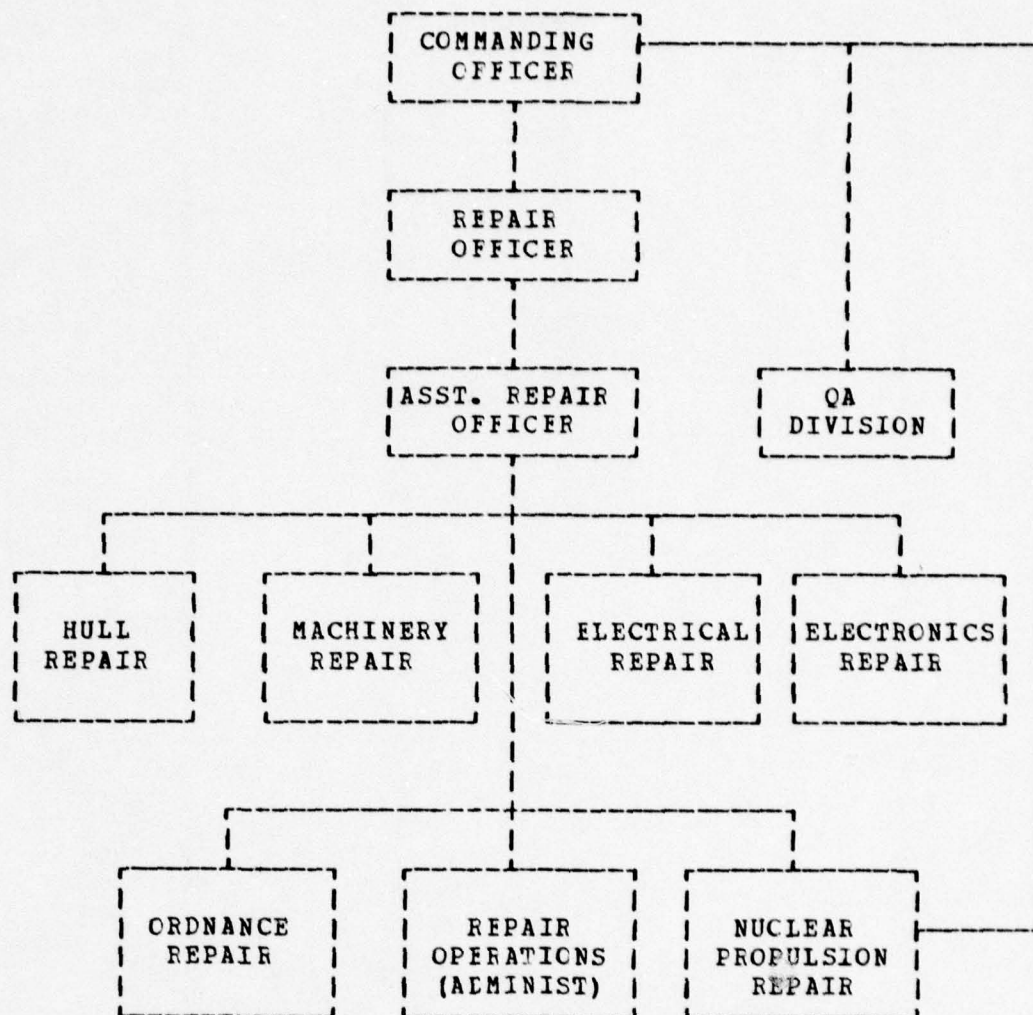 COMMANDING
OFFICER
REPAIR
OFFICER
ASST. REPAIR
OFFICER
QA
DIVISION
HULL
REPAIR
MACHINERY
REPAIR
ELECTRICAL
REPAIR
ELECTRONICS
REPAIR
ORDNANCE
REPAIR
REPAIR
OPERATIONS
(ADMINIST)
NUCLEAR
PROPULSION
REPAIR